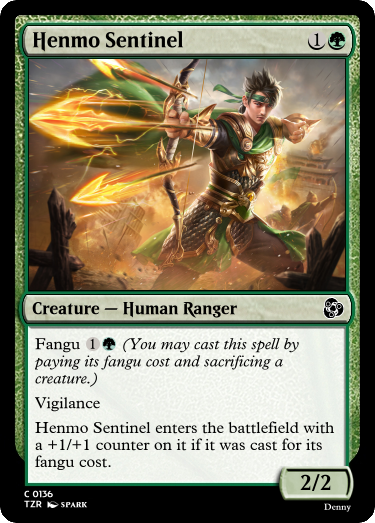 Henmo Sentinel 1
Creature — Human Ranger
Fangu 1 (You may cast this spell by
paying its fangu cost and sacrificing a
creature.)
Vigilance
Henmo Sentinel enters the battlefield with
a +1/+1 counter on it if it was cast for its
fangu cost.
2/2
C 0136
TZR SPARK
Denny